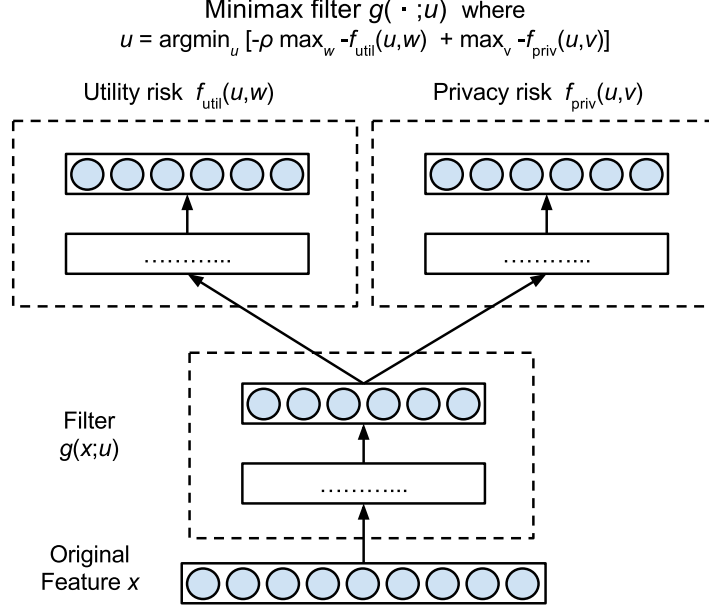 Minimax filter g( · ;u) where
u = argmin_u [-ρ max_w -f_util(u,w) + max_v -f_priv(u,v)]
Utility risk f_util(u,w)
Privacy risk f_priv(u,v)
…………..
…………..
Filter
g(x;u)
…………..
Original
Feature x